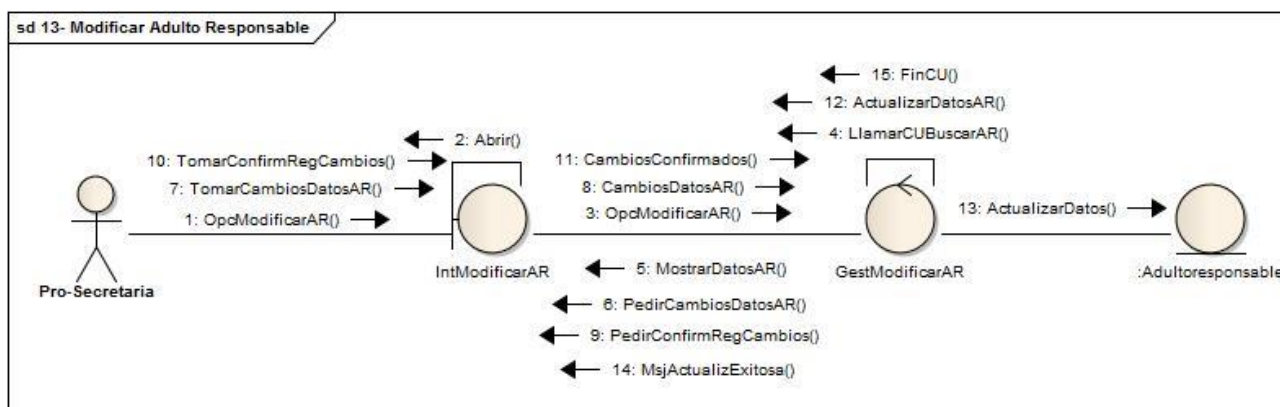 sd 13- Modificar Adulto Responsable
15: FinCU()
12: ActualizarDatosAR()
2: Abrir()
4: LlamarCUBuscarAR()
10: TomarConfirmRegCambios()
11: CambiosConfirmados()
7: TomarCambiosDatosAR()
8: CambiosDatosAR()
1: OpcModificarAR()
3: OpcModificarAR()
13: ActualizarDatos()
IntModificarAR
5: MostrarDatosAR()
GestModificarAR
:Adultoresponsable
Pro-Secretaria
6: PedirCambiosDatosAR()
9: PedirConfirmRegCambios()
14: MsjActualizExitosa()